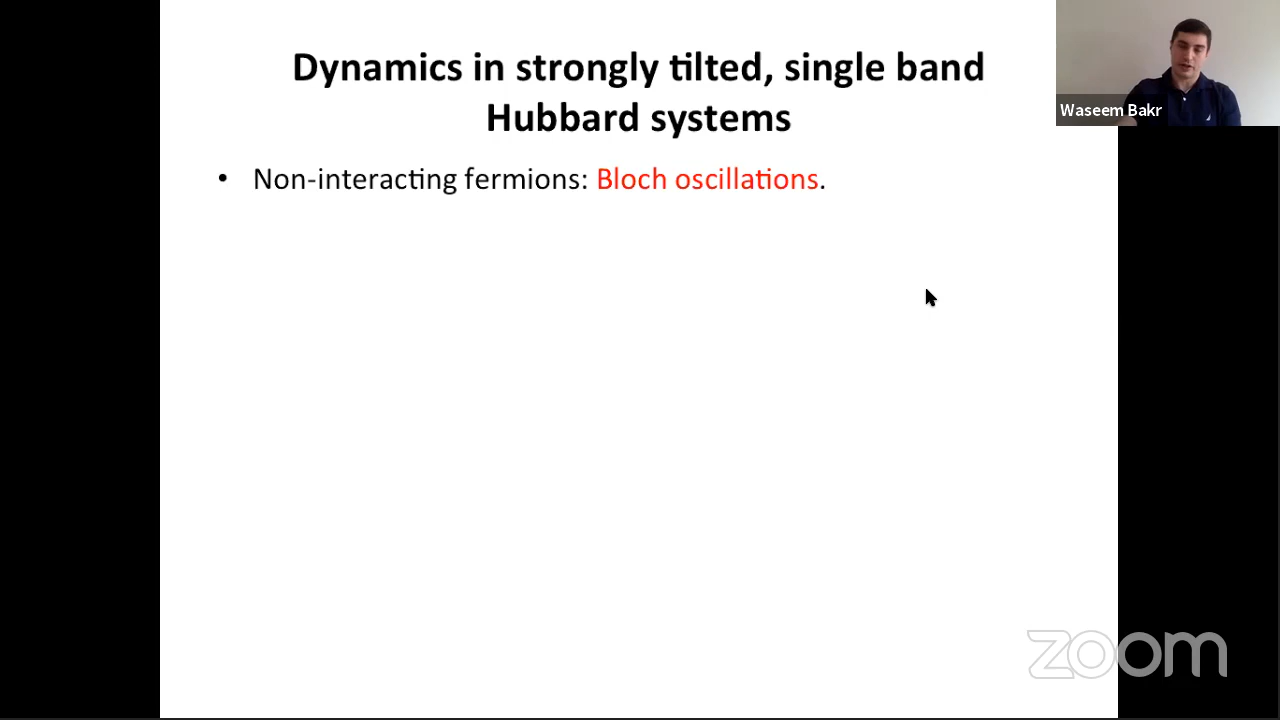 Dynamics in strongly tilted, single band
Hubbard systems
• Non-interacting fermions: Bloch oscillations.
Waseem Bakr
zoom